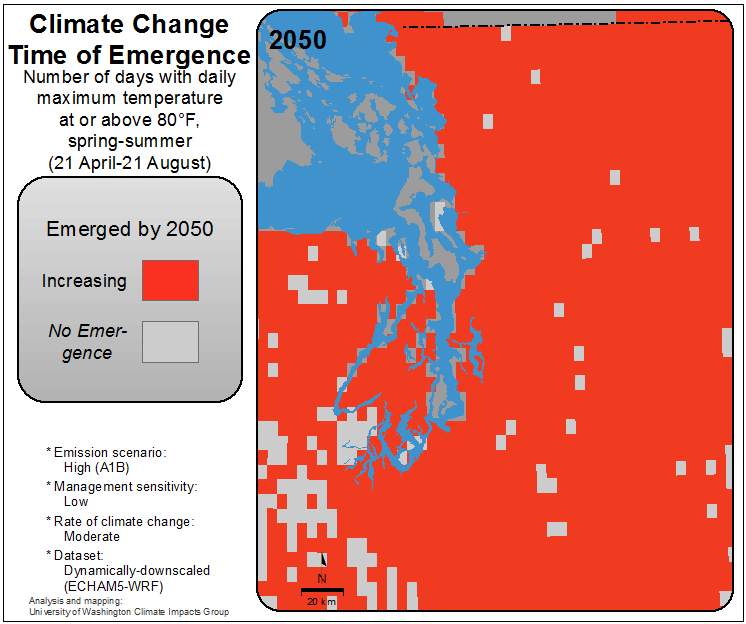 Climate Change
Time of Emergence
Number of days with daily
maximum temperature
at or above 80°F,
spring-summer
(21 April-21 August)
Emerged by 2050
Increasing
No Emer-
gence
* Emission scenario:
High (A1B)
* Management sensitivity:
Low
* Rate of climate change:
Moderate
* Dataset:
Dynamically-downscaled
(ECHAM5-WRF)
Analysis and mapping:
University of Washington Climate Impacts Group
2050
N
20 km